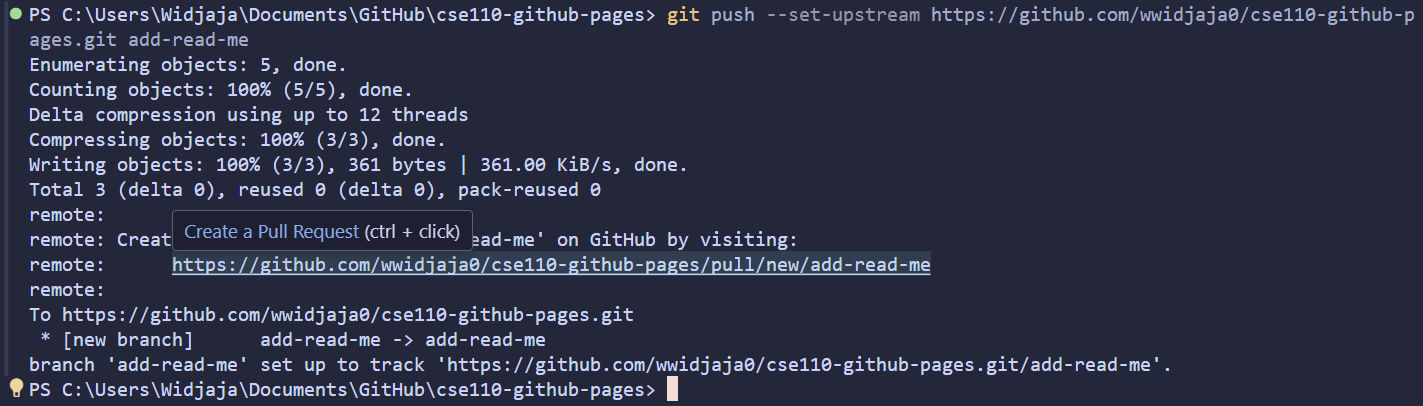 PS C:\Users\Widjaja\Documents\GitHub\cse110-github-pages> git push --set-upstream https://github.com/wwidjaja0/cse110-github-p
ages.git add-read-me
Enumerating objects: 5, done.
Counting objects: 100% (5/5), done.
Delta compression using up to 12 threads
Compressing objects: 100% (3/3), done.
Writing objects: 100% (3/3), 361 bytes | 361.00 KiB/s, done.
Total 3 (delta 0), reused 0 (delta 0), pack-reused 0
remote:
Create a Pull Request (ctrl + click)
remote: Creat ead-me' on GitHub by visiting:
remote:      https://github.com/wwidjaja0/cse110-github-pages/pull/new/add-read-me
remote:
To https://github.com/wwidjaja0/cse110-github-pages.git
 * [new branch]      add-read-me -> add-read-me
branch 'add-read-me' set up to track 'https://github.com/wwidjaja0/cse110-github-pages.git/add-read-me'.
PS C:\Users\Widjaja\Documents\GitHub\cse110-github-pages>